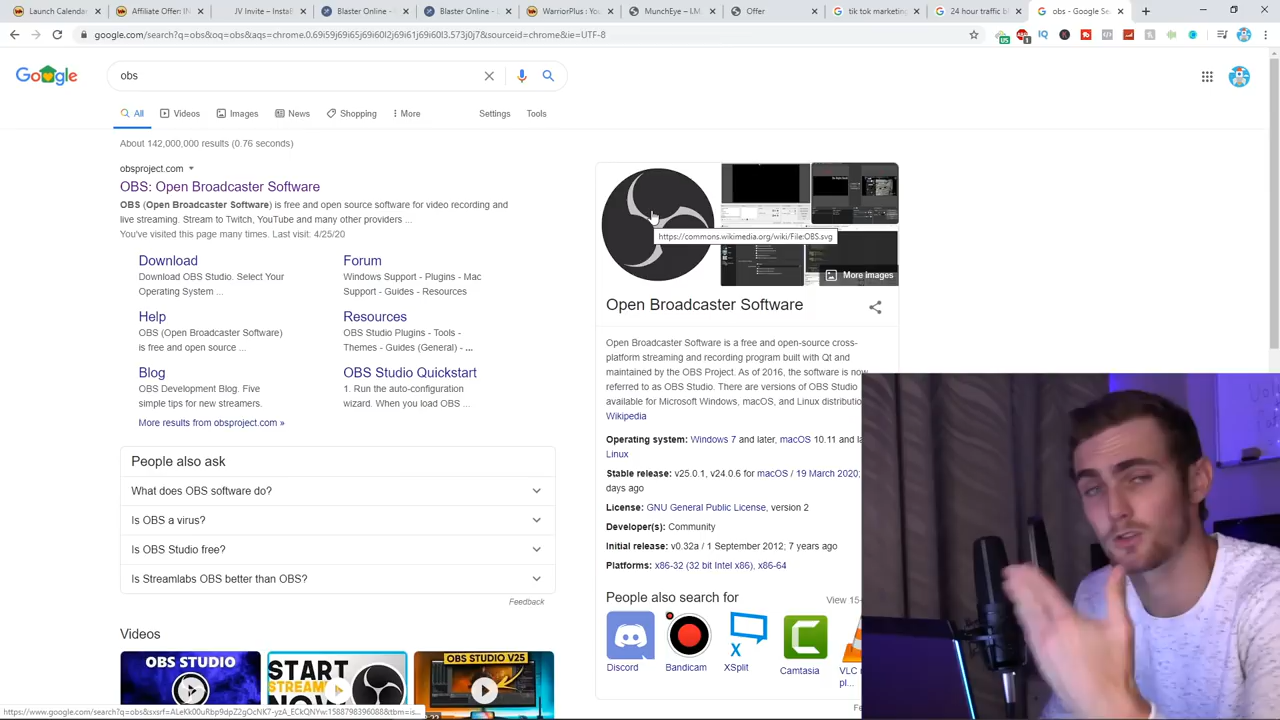 Launch Calendar
Affiliate Offers The
JV Invite – Insta
Blaster Online -
Blaster Online -
WarriorPlus : You
MunchEye – LM
Offer
tik tok marketing
24 hour traffic bl
obs - Google Sea
google.com/search?q=obs&oq=obs&aqs=chrome.0.69i59j69i65j69i60l2j69i61j69i60l3.573j0j7&sourceid=chrome&ie=UTF-8
Google
obs
All
Videos
Images
News
Shopping
More
Settings
Tools
About 142,000,000 results (0.76 seconds)
obsproject.com
OBS: Open Broadcaster Software
OBS (Open Broadcaster Software) is free and open source software for video recording and
live streaming. Stream to Twitch, YouTube and many other providers ...
You've visited this page many times. Last visit: 4/25/20
Download
Download OBS Studio. Select Your
Operating System ...
Forum
Windows Support - Plugins - Mac
Support - Guides - Resources
Help
OBS (Open Broadcaster Software)
is free and open source ...
Resources
OBS Studio Plugins - Tools -
Themes - Guides (General) - ...
Blog
OBS Development Blog. Five
simple tips for new streamers.
OBS Studio Quickstart
1. Run the auto-configuration
wizard. When you load OBS ...
More results from obsproject.com »
People also ask
What does OBS software do?
Is OBS a virus?
Is OBS Studio free?
Is Streamlabs OBS better than OBS?
Feedback
Videos
OBS STUDIO
START
STREAMING
NOW
OBS STUDIO V25
https://commons.wikimedia.org/wiki/File:OBS.svg
More images
Open Broadcaster Software
Open Broadcaster Software is a free and open-source cross-
platform streaming and recording program built with Qt and
maintained by the OBS Project. As of 2016, the software is now
referred to as OBS Studio. There are versions of OBS Studio
available for Microsoft Windows, macOS, and Linux distributio
Wikipedia
Operating system: Windows 7 and later, macOS 10.11 and la
Linux
Stable release: v25.0.1, v24.0.6 for macOS / 19 March 2020;
days ago
License: GNU General Public License, version 2
Developer(s): Community
Initial release: v0.32a / 1 September 2012; 7 years ago
Platforms: x86-32 (32 bit Intel x86), x86-64
People also search for
View 15+
Discord
Bandicam
XSplit
Camtasia
VLC
pl...